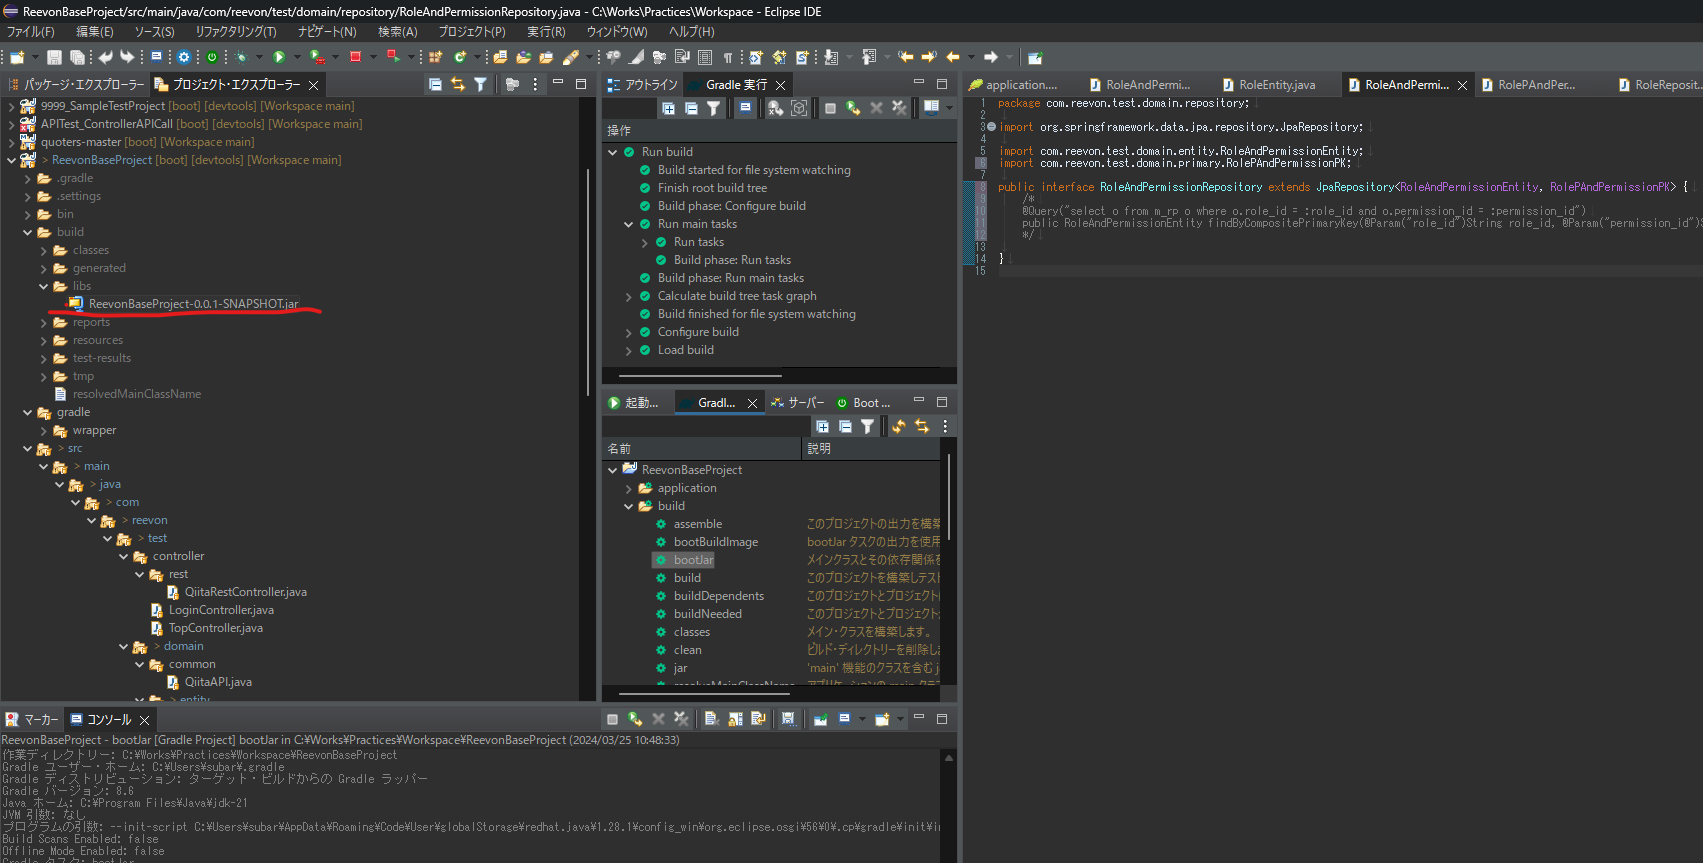 ReevonBaseProject/src/main/java/com/reevon/test/domain/repository/RoleAndPermissionRepository.java - C:\Works\Practices\Workspace - Eclipse IDE
ファイル(F) 編集(E) ソース(S) リファクタリング(T) ナビゲート(N) 検索(A) プロジェクト(P) 実行(R) ウィンドウ(W) ヘルプ(H)
パッケージ・エクスプローラー プロジェクト・エクスプローラー
9999_SampleTestProject [boot] [devtools] [Workspace main]
APITest_ControllerAPICall [boot] [devtools] [Workspace main]
quoters-master [boot] [Workspace main]
> ReevonBaseProject [boot] [devtools] [Workspace main]
.gradle
.settings
bin
build
classes
generated
libs
ReevonBaseProject-0.0.1-SNAPSHOT.jar
reports
resources
test-results
tmp
resolvedMainClassName
gradle
wrapper
> src
> main
> java
> com
> reevon
> test
controller
rest
QiitaRestController.java
LoginController.java
TopController.java
> domain
common
QiitaAPI.java
> entity
アウトライン Gradle 実行
操作
Run build
Build started for file system watching
Finish root build tree
Build phase: Configure build
Run main tasks
Run tasks
Build phase: Run tasks
Build phase: Run main tasks
Calculate build tree task graph
Build finished for file system watching
Configure build
Load build
起動... Gradl... サーバー Boot ...
名前 説明
ReevonBaseProject
application
build
assemble このプロジェクトの出力を構築
bootBuildImage bootJar タスクの出力を使用
bootJar メインクラスとその依存関係を
build このプロジェクトを構築しテスト
buildDependents このプロジェクトとプロジェクト
buildNeeded このプロジェクトとプロジェクト
classes メイン・クラスを構築します。
clean ビルド・ディレクトリーを削除しま
jar 'main' 機能のクラスを含む j
resolveMainClassName アプリケーションの main クラス
application.... RoleAndPermi... RoleEntity.java RoleAndPermi... RolePAndPer... RoleReposit...
1 package com.reevon.test.domain.repository;
2
3 import org.springframework.data.jpa.repository.JpaRepository;
4
5 import com.reevon.test.domain.entity.RoleAndPermissionEntity;
6 import com.reevon.test.domain.primary.RolePAndPermissionPK;
7
8 public interface RoleAndPermissionRepository extends JpaRepository<RoleAndPermissionEntity, RolePAndPermissionPK> {
9 /*
10 @Query("select o from m_rp o where o.role_id = :role_id and o.permission_id = :permission_id")
11 public RoleAndPermissionEntity findByCompositePrimaryKey(@Param("role_id")String role_id, @Param("permission_id")S
12 */
13
14 }
15
マーカー コンソール
ReevonBaseProject - bootJar [Gradle Project] bootJar in C:¥Works¥Practices¥Workspace¥ReevonBaseProject (2024/03/25 10:48:33)
作業ディレクトリー: C:¥Works¥Practices¥Workspace¥ReevonBaseProject
Gradle ユーザー・ホーム: C:¥Users¥subar¥.gradle
Gradle ディストリビューション: ターゲット・ビルドからの Gradle ラッパー
Gradle バージョン: 8.6
Java ホーム: C:¥Program Files¥Java¥jdk-21
JVM 引数: なし
プログラムの引数: --init-script C:¥Users¥subar¥AppData¥Roaming¥Code¥User¥globalStorage¥redhat.java¥1.28.1¥config_win¥org.eclipse.osgi¥56¥0¥.cp¥gradle¥init¥in
Build Scans Enabled: false
Offline Mode Enabled: false
Gradle タスク: bootJar